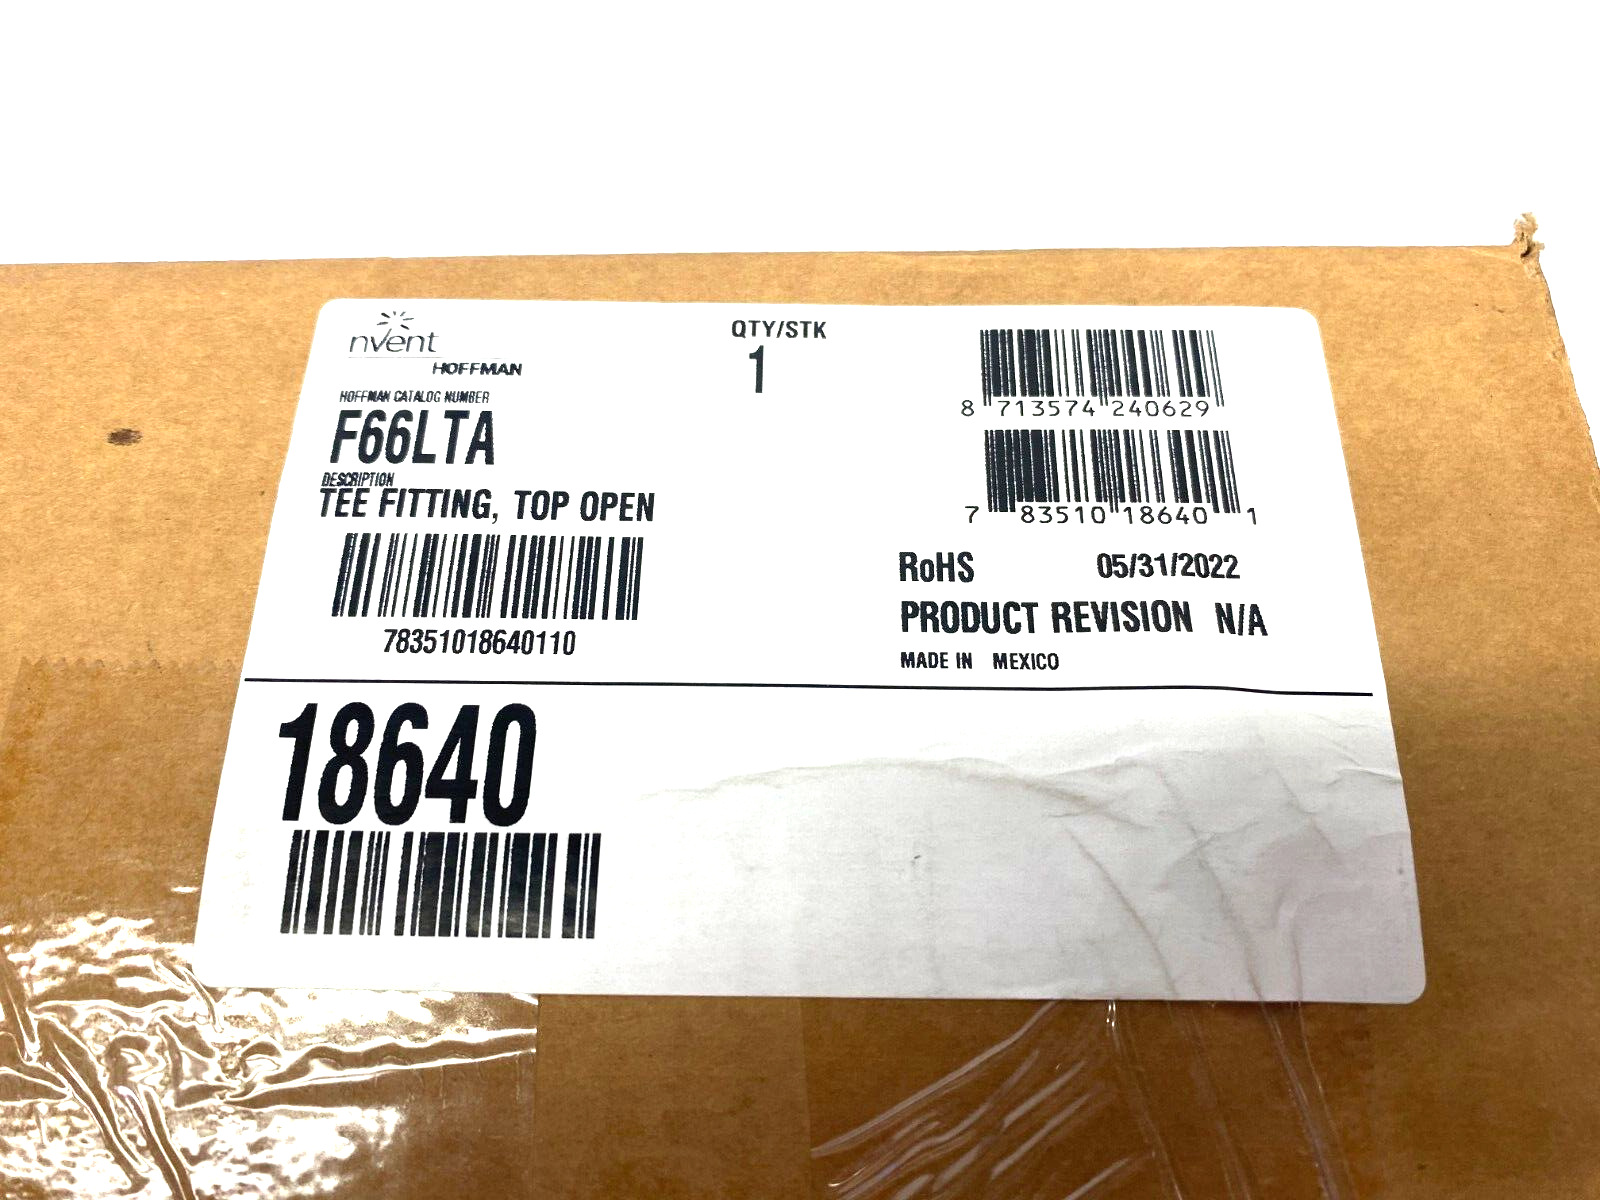 nvent
HOFFMAN
HOFFMAN CATALOG NUMBER
F66LTA
DESCRIPTION
TEE FITTING, TOP OPEN
78351018640110
QTY/STK
1
8 713574 240629
7 83510 18640 1
RoHS 05/31/2022
PRODUCT REVISION N/A
MADE IN MEXICO
18640